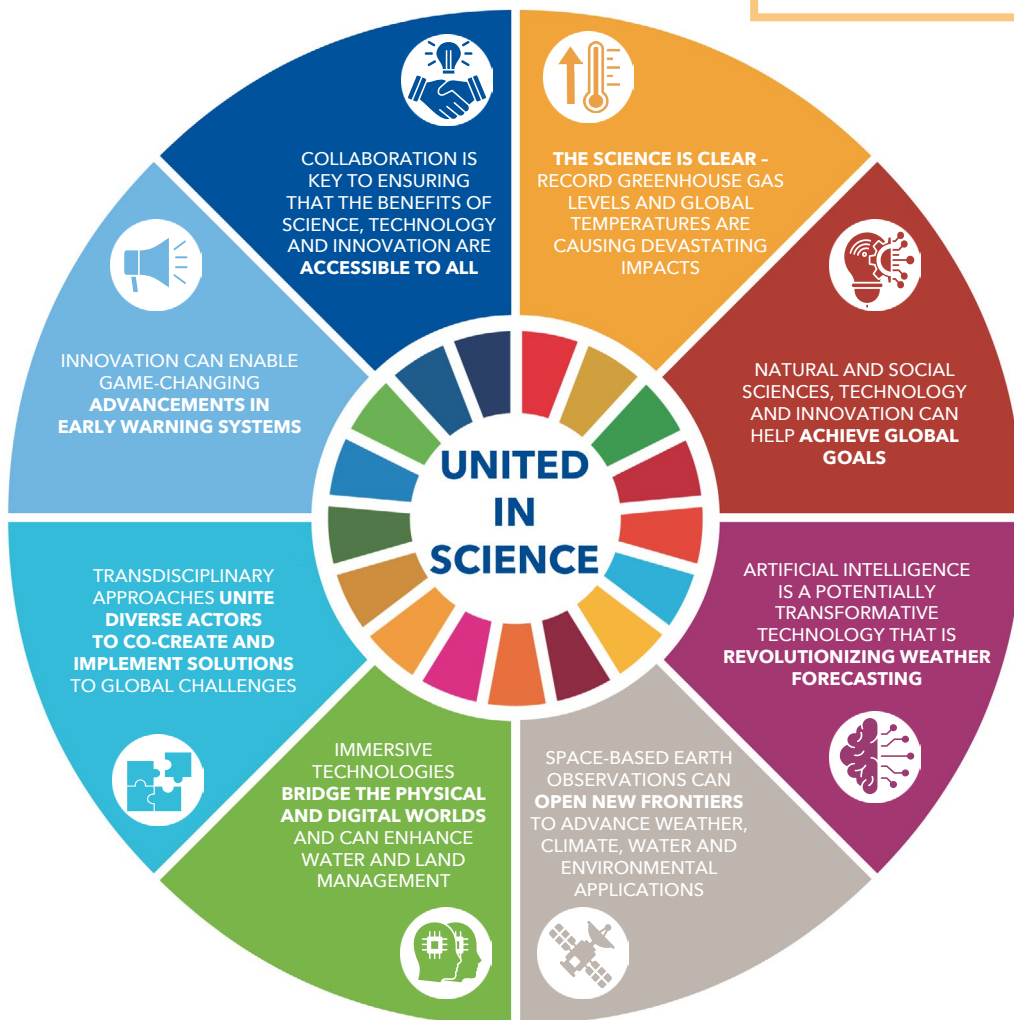 THE SCIENCE IS CLEAR –
RECORD GREENHOUSE GAS
LEVELS AND GLOBAL
TEMPERATURES ARE
CAUSING DEVASTATING
IMPACTS
NATURAL AND SOCIAL
SCIENCES, TECHNOLOGY
AND INNOVATION CAN
HELP ACHIEVE GLOBAL
GOALS
ARTIFICIAL INTELLIGENCE
IS A POTENTIALLY
TRANSFORMATIVE
TECHNOLOGY THAT IS
REVOLUTIONIZING WEATHER
FORECASTING
SPACE-BASED EARTH
OBSERVATIONS CAN
OPEN NEW FRONTIERS
TO ADVANCE WEATHER,
CLIMATE, WATER AND
ENVIRONMENTAL
APPLICATIONS
IMMERSIVE
TECHNOLOGIES
BRIDGE THE PHYSICAL
AND DIGITAL WORLDS
AND CAN ENHANCE
WATER AND LAND
MANAGEMENT
TRANSDISCIPLINARY
APPROACHES UNITE
DIVERSE ACTORS
TO CO-CREATE AND
IMPLEMENT SOLUTIONS
TO GLOBAL CHALLENGES
INNOVATION CAN ENABLE
GAME-CHANGING
ADVANCEMENTS IN
EARLY WARNING SYSTEMS
COLLABORATION IS
KEY TO ENSURING
THAT THE BENEFITS OF
SCIENCE, TECHNOLOGY
AND INNOVATION ARE
ACCESSIBLE TO ALL
UNITED
IN
SCIENCE